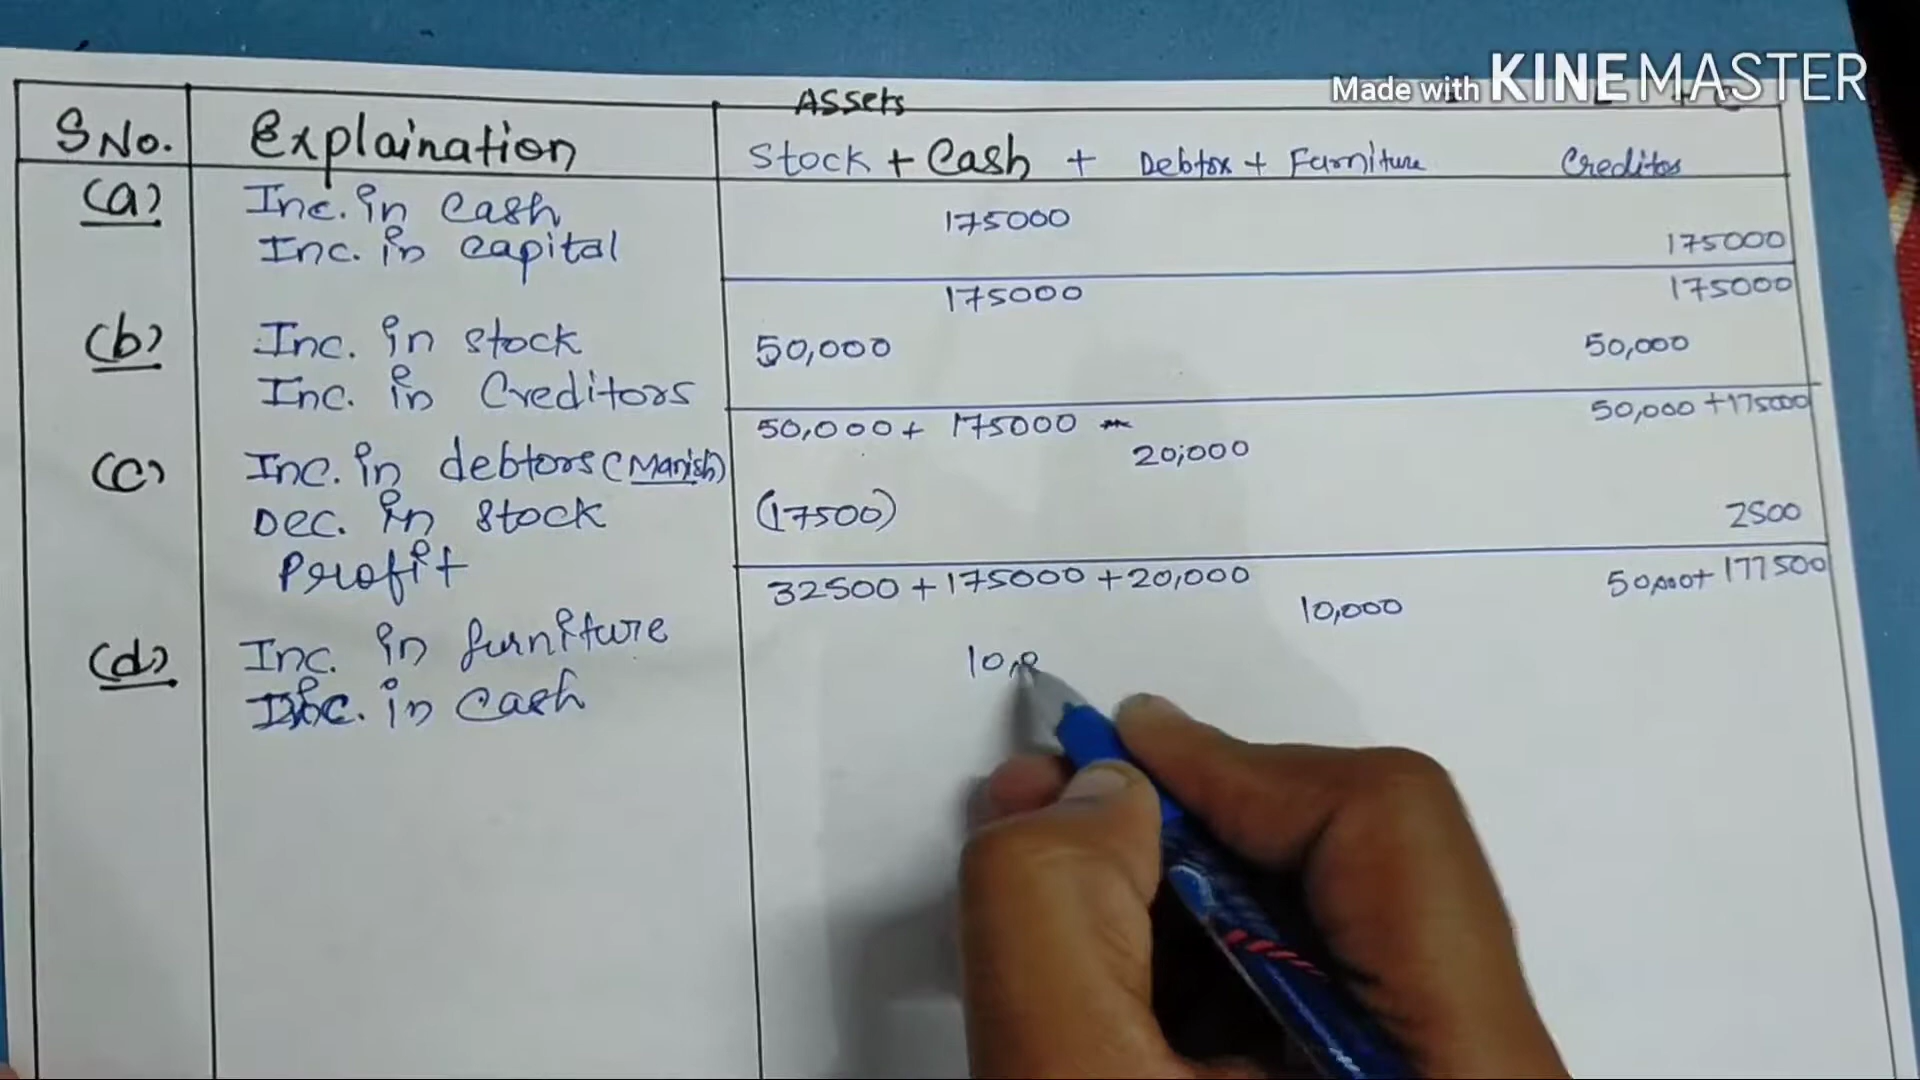 Made with KINEMASTER
Assets
S No. Explaination Stock + Cash + Debtox + Furniture Creditos
(a) Inc. in cash 175000
Inc. in capital 175000
175000 175000
(b) Inc. in stock 50,000 50,000
Inc. in Creditors
50,000 + 175000 50,000 + 175000
(c) Inc. in debtors (Manish) 20,000
Dec. in stock (17500) 2500
Profit
32500 + 175000 + 20,000 50,000+ 177500
(d) Inc. in furniture 10,000
in cash 10,0